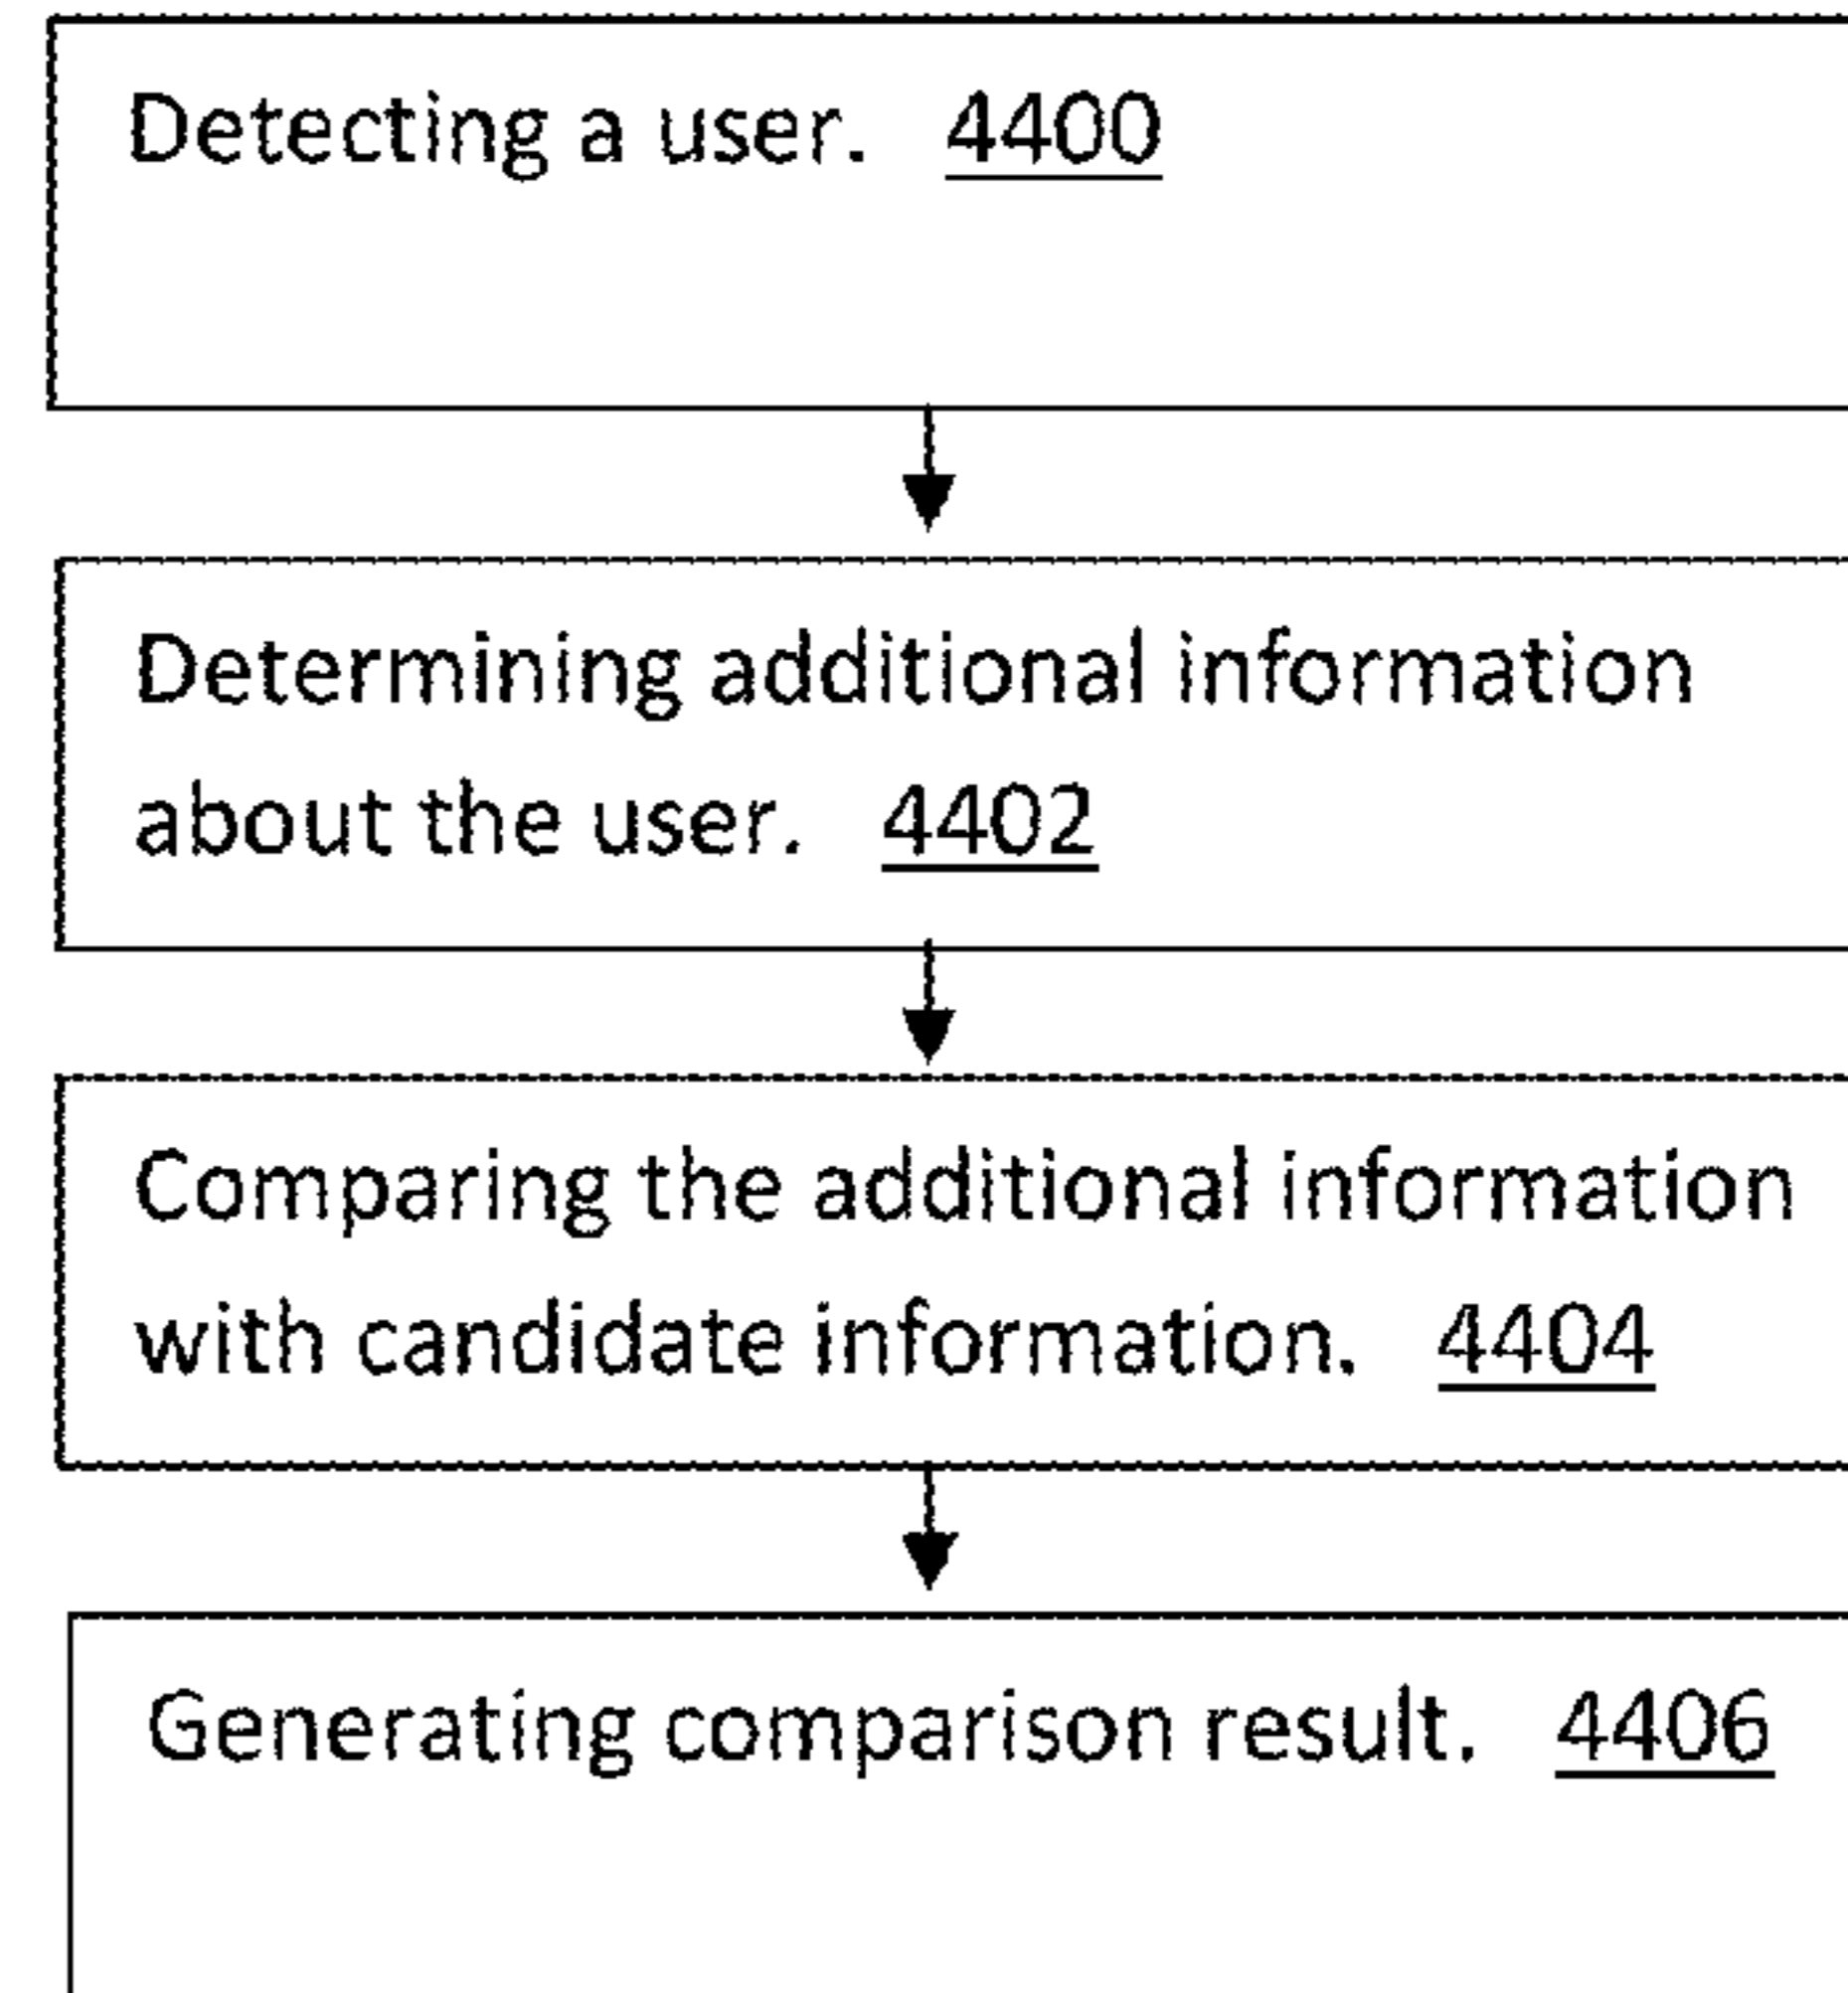 Detecting a user. 4400
Determining additional information
about the user. 4402
Comparing the additional information
with candidate information. 4404
Generating comparison result. 4406